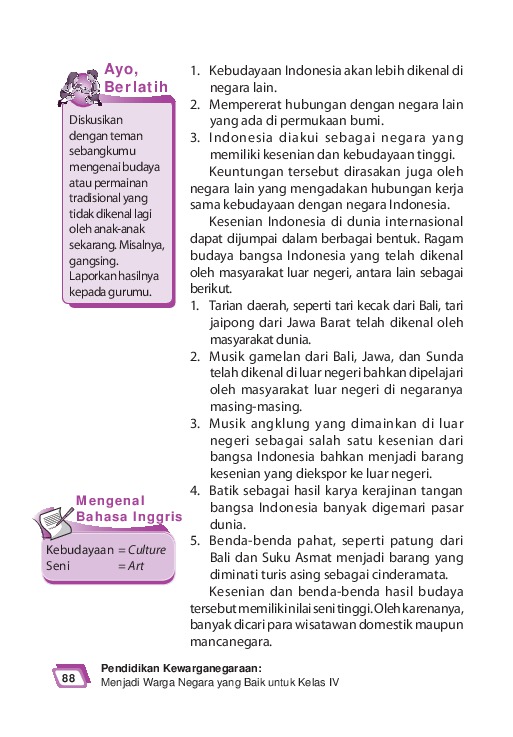 Ayo,
Berlatih
Diskusikan
dengan teman
sebangkumu
mengenai budaya
atau permainan
tradisional yang
tidak dikenal lagi
oleh anak-anak
sekarang. Misalnya,
gangsing.
Laporkan hasilnya
kepada gurumu.
1. Kebudayaan Indonesia akan lebih dikenal di
negara lain.
2. Mempererat hubungan dengan negara lain
yang ada di permukaan bumi.
3. Indonesia diakui sebagai negara yang
memiliki kesenian dan kebudayaan tinggi.
Keuntungan tersebut dirasakan juga oleh
negara lain yang mengadakan hubungan kerja
sama kebudayaan dengan negara Indonesia.
Kesenian Indonesia di dunia internasional
dapat dijumpai dalam berbagai bentuk. Ragam
budaya bangsa Indonesia yang telah dikenal
oleh masyarakat luar negeri, antara lain sebagai
berikut.
1. Tarian daerah, seperti tari kecak dari Bali, tari
jaipong dari Jawa Barat telah dikenal oleh
masyarakat dunia.
2. Musik gamelan dari Bali, Jawa, dan Sunda
telah dikenal di luar negeri bahkan dipelajari
oleh masyarakat luar negeri di negaranya
masing-masing.
3. Musik angklung yang dimainkan di luar
negeri sebagai salah satu kesenian dari
bangsa Indonesia bahkan menjadi barang
kesenian yang diekspor ke luar negeri.
4. Batik sebagai hasil karya kerajinan tangan
bangsa Indonesia banyak digemari pasar
dunia.
5. Benda-benda pahat, seperti patung dari
Bali dan Suku Asmat menjadi barang yang
diminati turis asing sebagai cinderamata.
Kesenian dan benda-benda hasil budaya
tersebut memiliki nilai seni tinggi. Oleh karenanya,
banyak dicari para wisatawan domestik maupun
mancanegara.
Mengenal
Bahasa Inggris
Kebudayaan = Culture
Seni = Art
88
Pendidikan Kewarganegaraan:
Menjadi Warga Negara yang Baik untuk Kelas IV